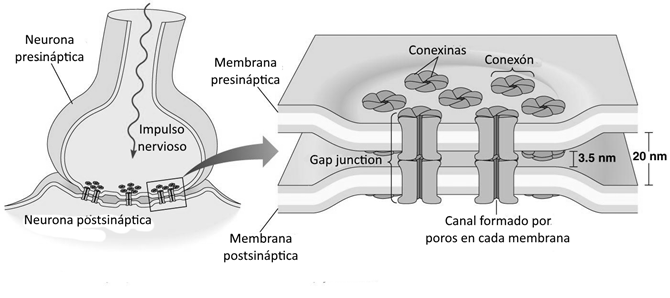 Neurona
presináptica
Impulso
nervioso
Neurona postsináptica
Membrana
presináptica
Conexinas
Conexón
Gap junction
3.5 nm
20 nm
Membrana
postsináptica
Canal formado por
poros en cada membrana